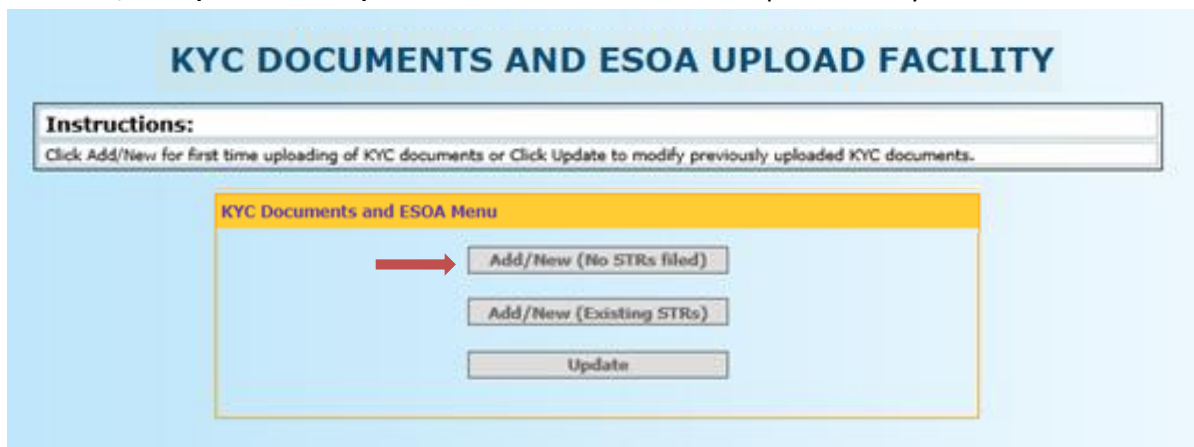 KYC DOCUMENTS AND ESOA UPLOAD FACILITY
Instructions:
Click Add/New for first time uploading of KYC documents or Click Update to modify previously uploaded KYC documents.
KYC Documents and ESOA Menu
Add/New (No STRs filed)
Add/New (Existing STRs)
Update